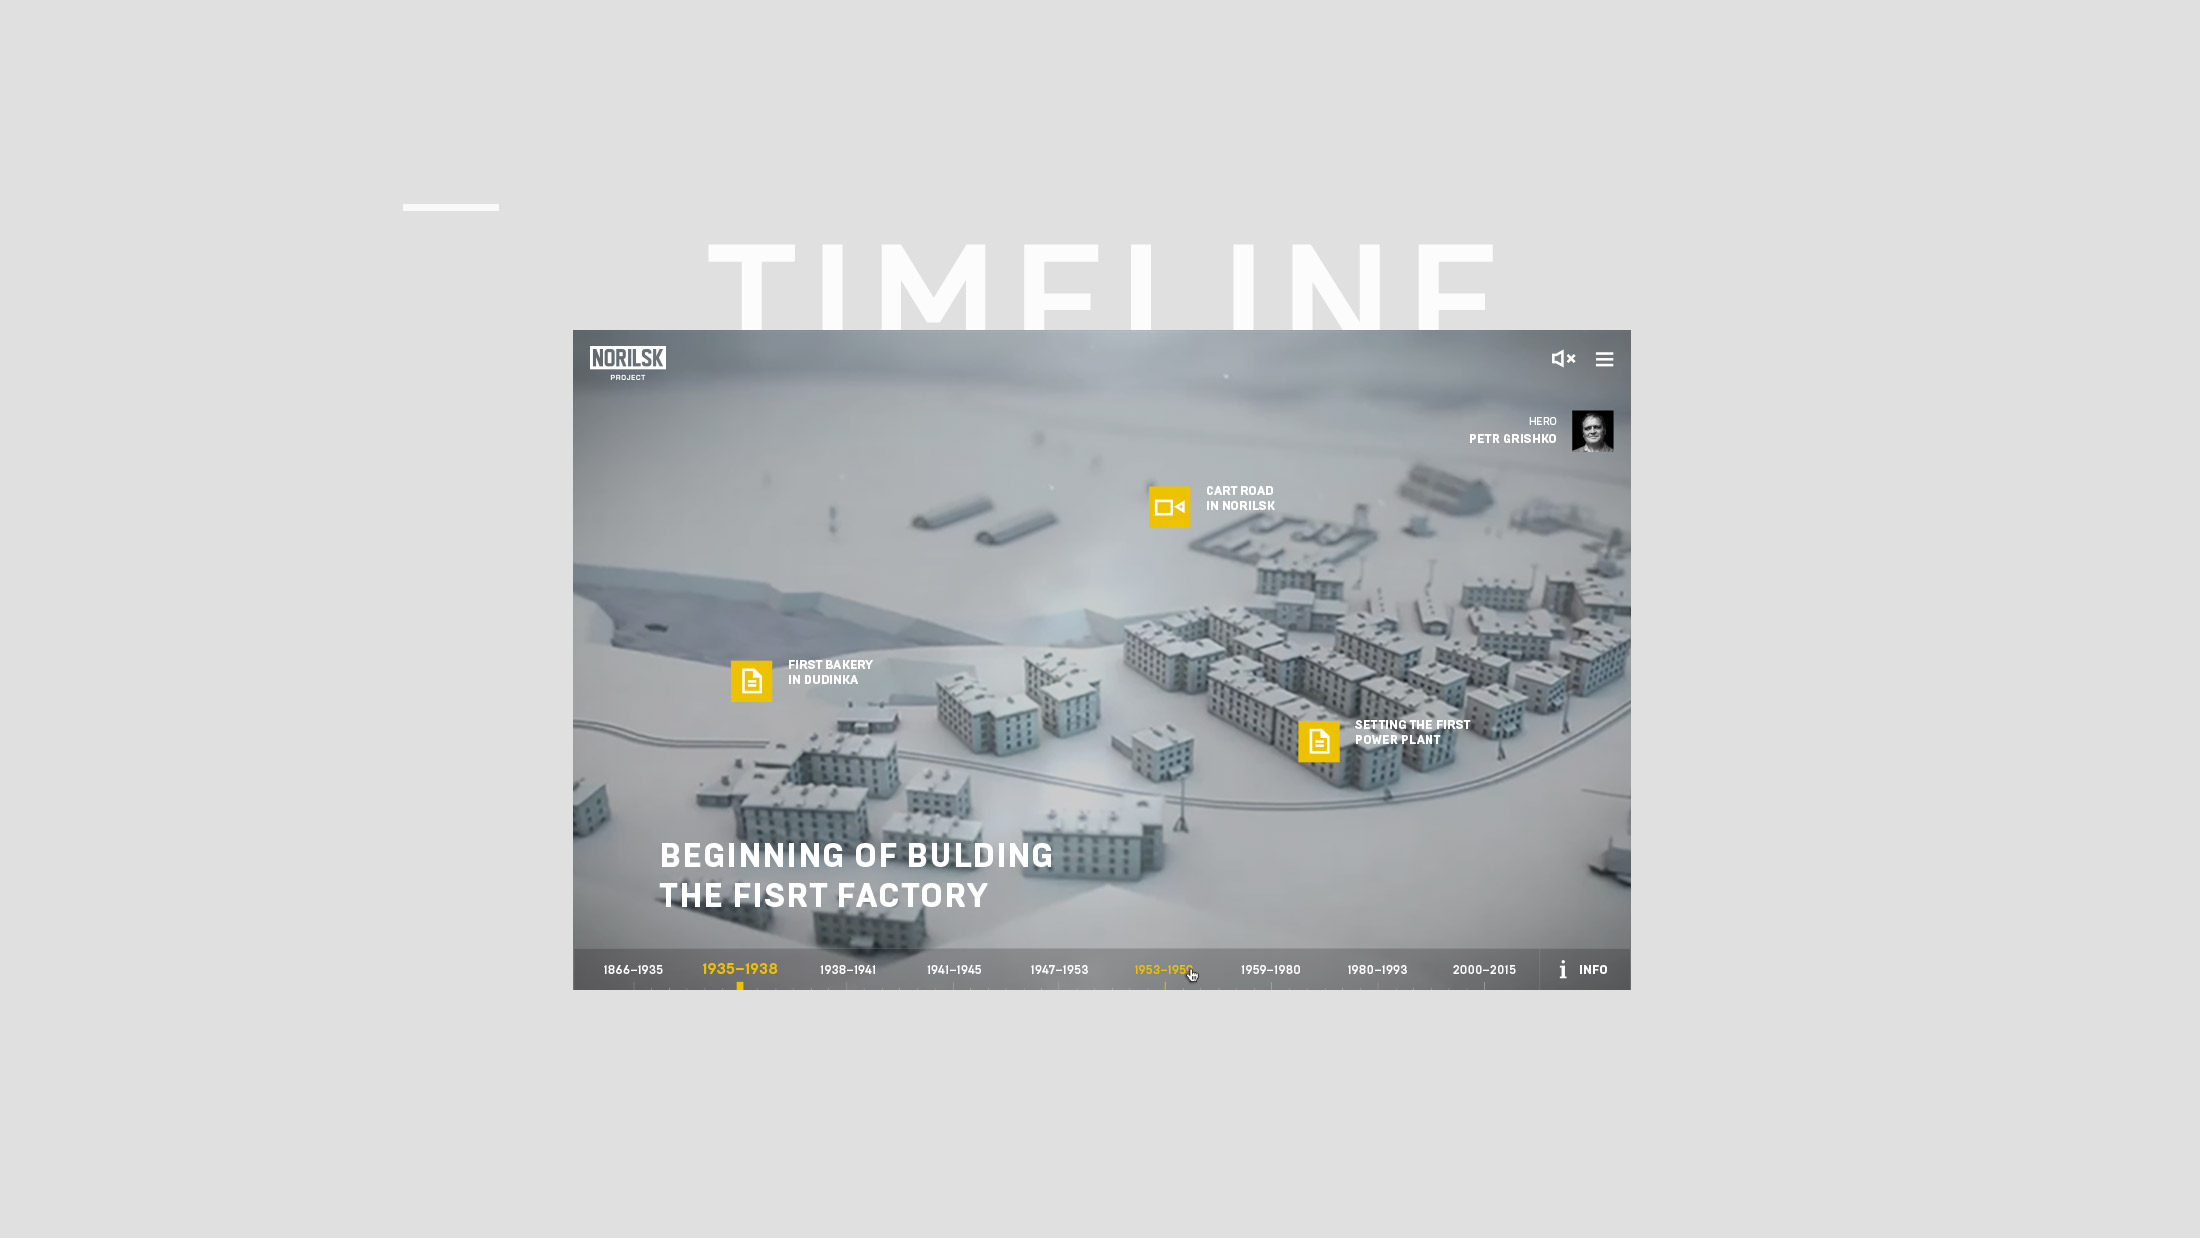 TIMELINE
NORILSK
PROJECT
HERO
PETR GRISHKO
CART ROAD
IN NORILSK
FIRST BAKERY
IN DUDINKA
SETTING THE FIRST
POWER PLANT
BEGINNING OF BULDING
THE FISRT FACTORY
1866–1935 1935–1938 1938–1941 1941–1945 1947–1953 1953–1959 1959–1980 1980–1993 2000–2015 i INFO